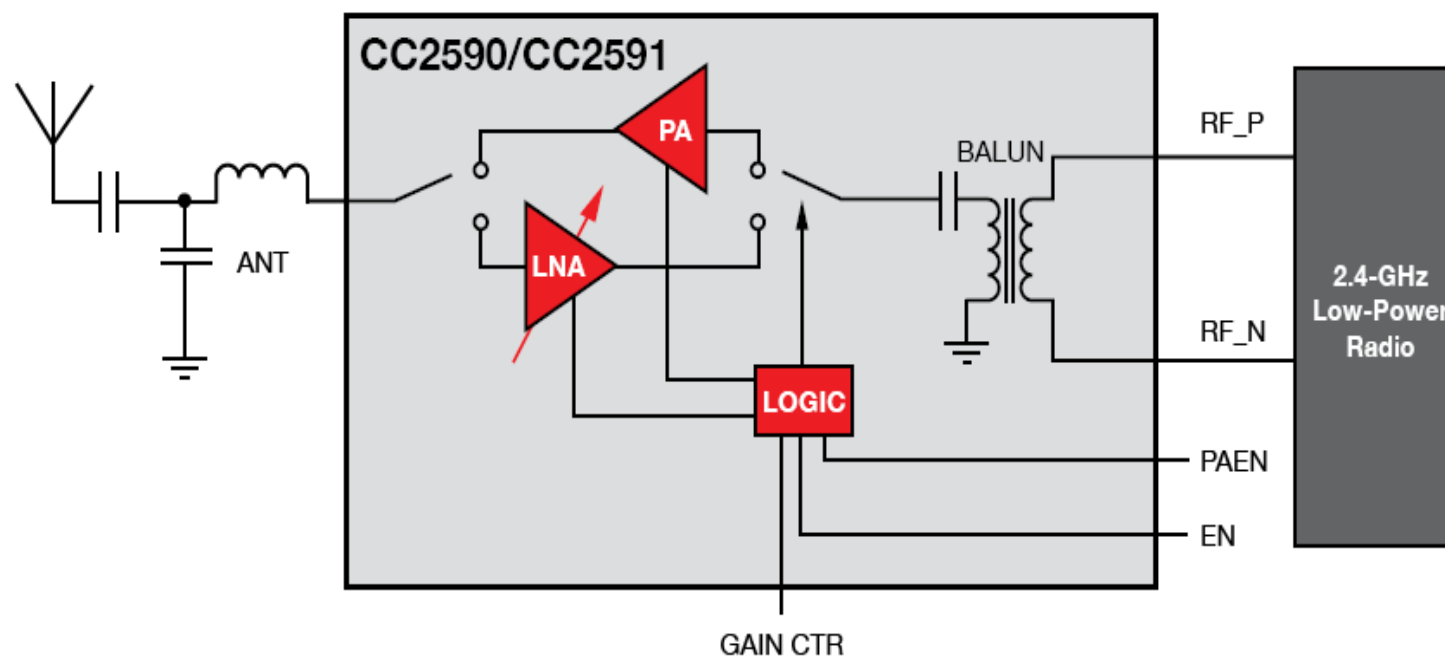 CC2590/CC2591
PA
BALUN
RF_P
LNA
ANT
2.4-GHz
Low-Power
Radio
RF_N
LOGIC
PAEN
EN
GAIN CTR